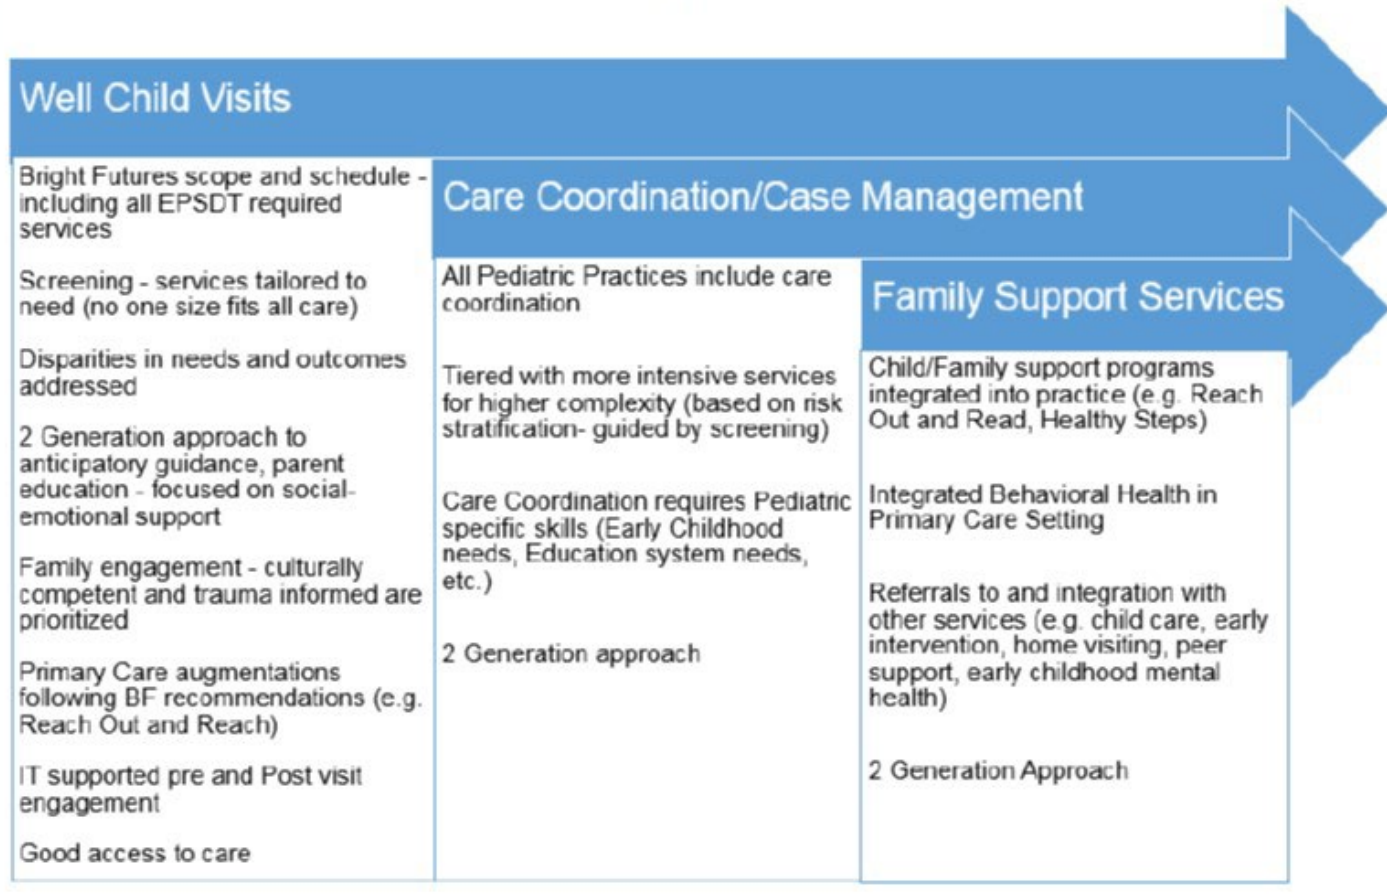 Well Child Visits
Bright Futures scope and schedule -
including all EPSDT required
services
Screening - services tailored to
need (no one size fits all care)
Disparities in needs and outcomes
addressed
2 Generation approach to
anticipatory guidance, parent
education - focused on social-
emotional support
Family engagement - culturally
competent and trauma informed are
prioritized
Primary Care augmentations
following BF recommendations (e.g.
Reach Out and Reach)
IT supported pre and Post visit
engagement
Good access to care
Care Coordination/Case Management
All Pediatric Practices include care
coordination
Tiered with more intensive services
for higher complexity (based on risk
stratification- guided by screening)
Care Coordination requires Pediatric
specific skills (Early Childhood
needs, Education system needs,
etc.)
2 Generation approach
Family Support Services
Child/Family support programs
integrated into practice (e.g. Reach
Out and Read, Healthy Steps)
Integrated Behavioral Health in
Primary Care Setting
Referrals to and integration with
other services (e.g. child care, early
intervention, home visiting, peer
support, early childhood mental
health)
2 Generation Approach